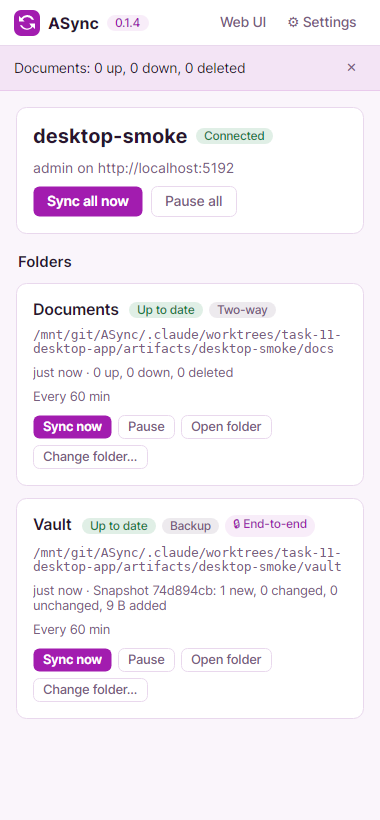 ASync 0.1.4 Web UI ⚙ Settings
Documents: 0 up, 0 down, 0 deleted ×
desktop-smoke Connected
admin on http://localhost:5192
Sync all now Pause all
Folders
Documents Up to date Two-way
/mnt/git/ASync/.claude/worktrees/task-11-
desktop-app/artifacts/desktop-smoke/docs
just now · 0 up, 0 down, 0 deleted
Every 60 min
Sync now Pause Open folder
Change folder...
Vault Up to date Backup 🔒 End-to-end
/mnt/git/ASync/.claude/worktrees/task-11-
desktop-app/artifacts/desktop-smoke/vault
just now · Snapshot 74d894cb: 1 new, 0 changed, 0
unchanged, 9 B added
Every 60 min
Sync now Pause Open folder
Change folder...